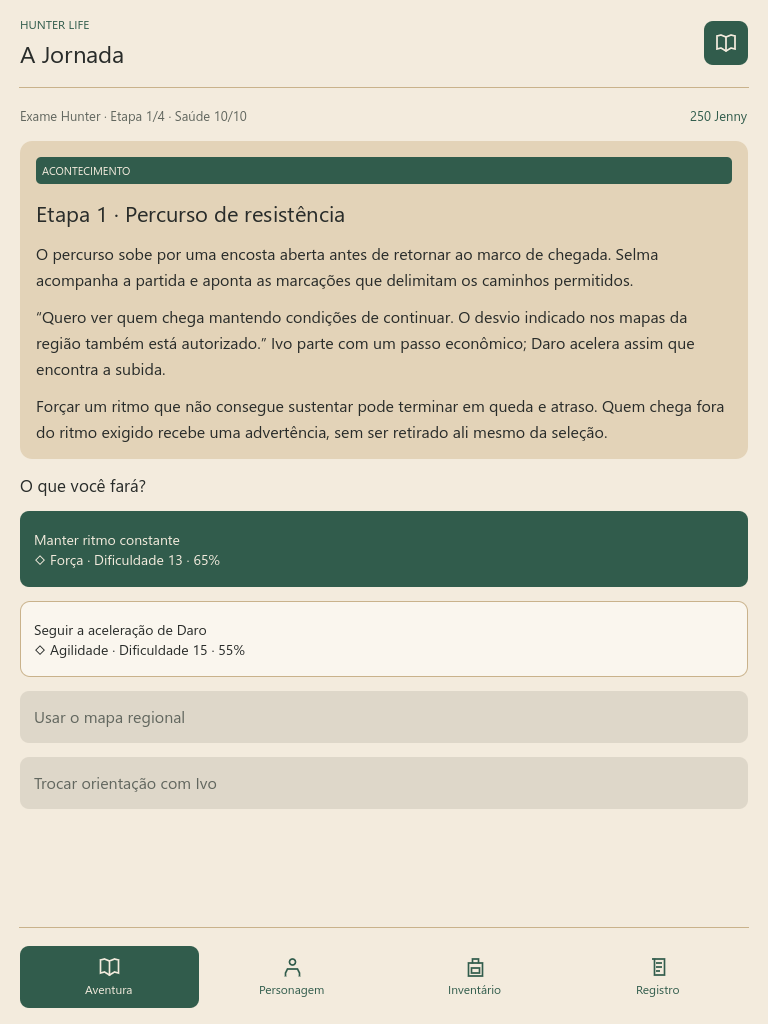 HUNTER LIFE
A Jornada
Exame Hunter · Etapa 1/4 · Saúde 10/10
250 Jenny
ACONTECIMENTO
Etapa 1 · Percurso de resistência
O percurso sobe por uma encosta aberta antes de retornar ao marco de chegada. Selma
acompanha a partida e aponta as marcações que delimitam os caminhos permitidos.
“Quero ver quem chega mantendo condições de continuar. O desvio indicado nos mapas da
região também está autorizado.” Ivo parte com um passo econômico; Daro acelera assim que
encontra a subida.
Forçar um ritmo que não consegue sustentar pode terminar em queda e atraso. Quem chega fora
do ritmo exigido recebe uma advertência, sem ser retirado ali mesmo da seleção.
O que você fará?
Manter ritmo constante
◇ Força · Dificuldade 13 · 65%
Seguir a aceleração de Daro
◇ Agilidade · Dificuldade 15 · 55%
Usar o mapa regional
Trocar orientação com Ivo
Aventura
Personagem
Inventário
Registro